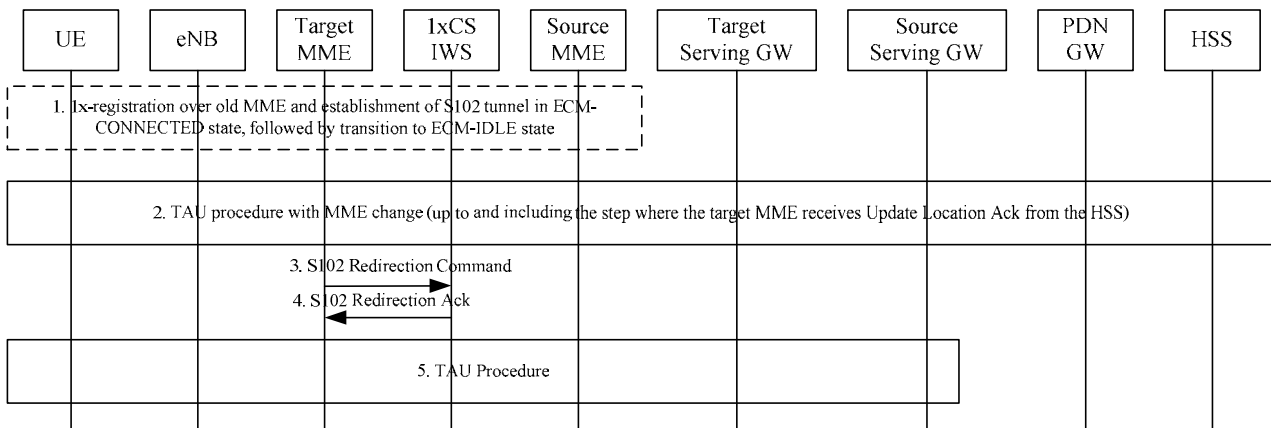 UE
eNB
Target
MME
1xCS
IWS
Source
MME
Target
Serving GW
Source
Serving GW
PDN
GW
HSS
1. 1x-registration over old MME and establishment of S102 tunnel in ECM-
CONNECTED state, followed by transition to ECM-IDLE state
2. TAU procedure with MME change (up to and including the step where the target MME receives Update Location Ack from the HSS)
3. S102 Redirection Command
4. S102 Redirection Ack
5. TAU Procedure